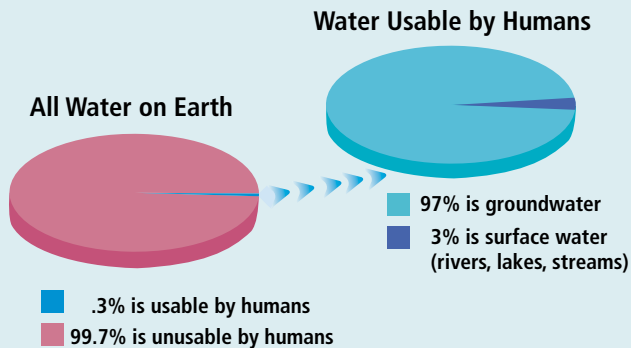 Water Usable by Humans
All Water on Earth
97% is groundwater
3% is surface water
(rivers, lakes, streams)
.3% is usable by humans
99.7% is unusable by humans